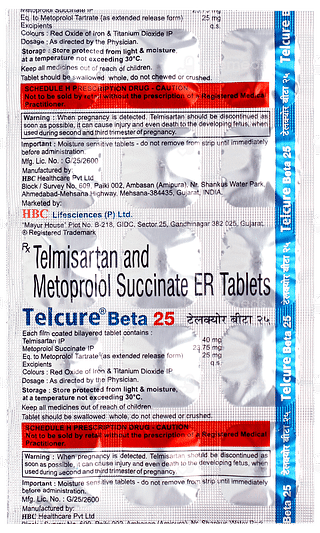 Eq. to Metoprolol Tartrate (as extended release form) 25 mg
Excipients q.s.
Colours : Red Oxide of Iron & Titanium Dioxide IP
Dosage : As directed by the Physician.
Storage : Store protected from light & moisture,
at a temperature not exceeding 30°C.
Keep all medicines out of reach of children.
Tablet should be swallowed whole, do not chewed or crushed.
SCHEDULE H PRESCRIPTION DRUG - CAUTION
Not to be sold by retail without the prescription of a Registered Medical
Practitioner.
Warning : When pregnancy is detected, Telmisartan should be discontinued as
soon as possible, it can cause injury and even death to the developing fetus, when
used during second and third trimester of pregnancy.
Important : Moisture sensitive tablets - do not remove from strip until immediately
before administration.
Mfg. Lic. No. : G/25/2600
Manufactured by:
HBC Healthcare Pvt Ltd
Block / Survey No. 609, Paiki 002, Ambasan (Amipura), Nr. Shankus Water Park,
Ahmedabad-Mehsana Highway, Mehsana-384435, Gujarat, INDIA.
Marketed by:
HBC Lifesciences (P) Ltd.
"Mayur House" Plot No. B-218, GIDC, Sector 25, Gandhinagar 382 025, Gujarat.
® Registered Trademark
Rx Telmisartan and
Metoprolol Succinate ER Tablets
Telcure® Beta 25 टेलक्योर बीटा २५
Each film coated bilayered tablet contains :
Telmisartan IP 40 mg
Metoprolol Succinate IP 23.75 mg
Eq. to Metoprolol Tartrate (as extended release form) 25 mg
Excipients q.s.
Colours : Red Oxide of Iron & Titanium Dioxide IP
Dosage : As directed by the Physician.
Storage : Store protected from light & moisture,
at a temperature not exceeding 30°C.
Keep all medicines out of reach of children.
Tablet should be swallowed whole, do not chewed or crushed.
SCHEDULE H PRESCRIPTION DRUG - CAUTION
Not to be sold by retail without the prescription of a Registered Medical
Practitioner.
Warning : When pregnancy is detected, Telmisartan should be discontinued as
soon as possible, it can cause injury and even death to the developing fetus, when
used during second and third trimester of pregnancy.
Important : Moisture sensitive tablets - do not remove from strip until immediately
before administration.
Mfg. Lic. No. : G/25/2600
Manufactured by:
HBC Healthcare Pvt Ltd
Telcure Beta 25 टेलक्योर बीटा २५
Telcure Beta 25 टेलक्योर बीटा २५
Beta 25